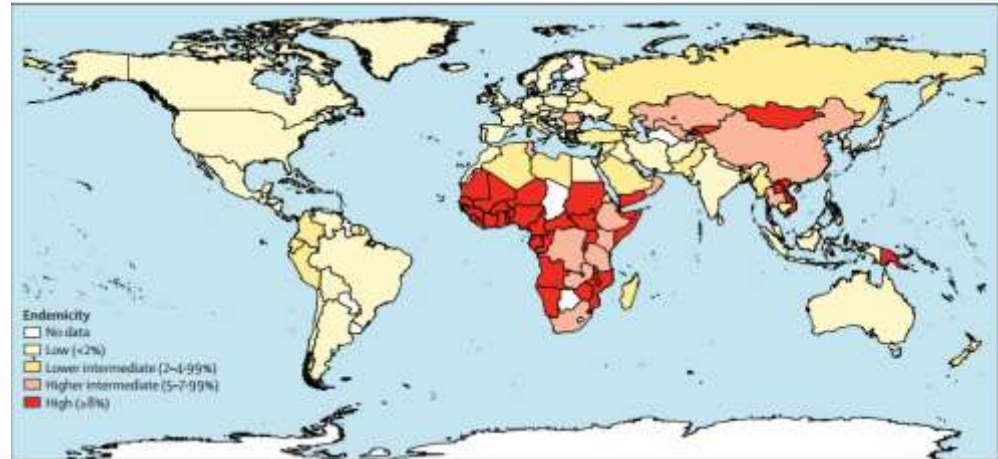 Endemicity
No data
Low (<2%)
Lower intermediate (2–4·99%)
Higher intermediate (5–7·99%)
High (≥8%)